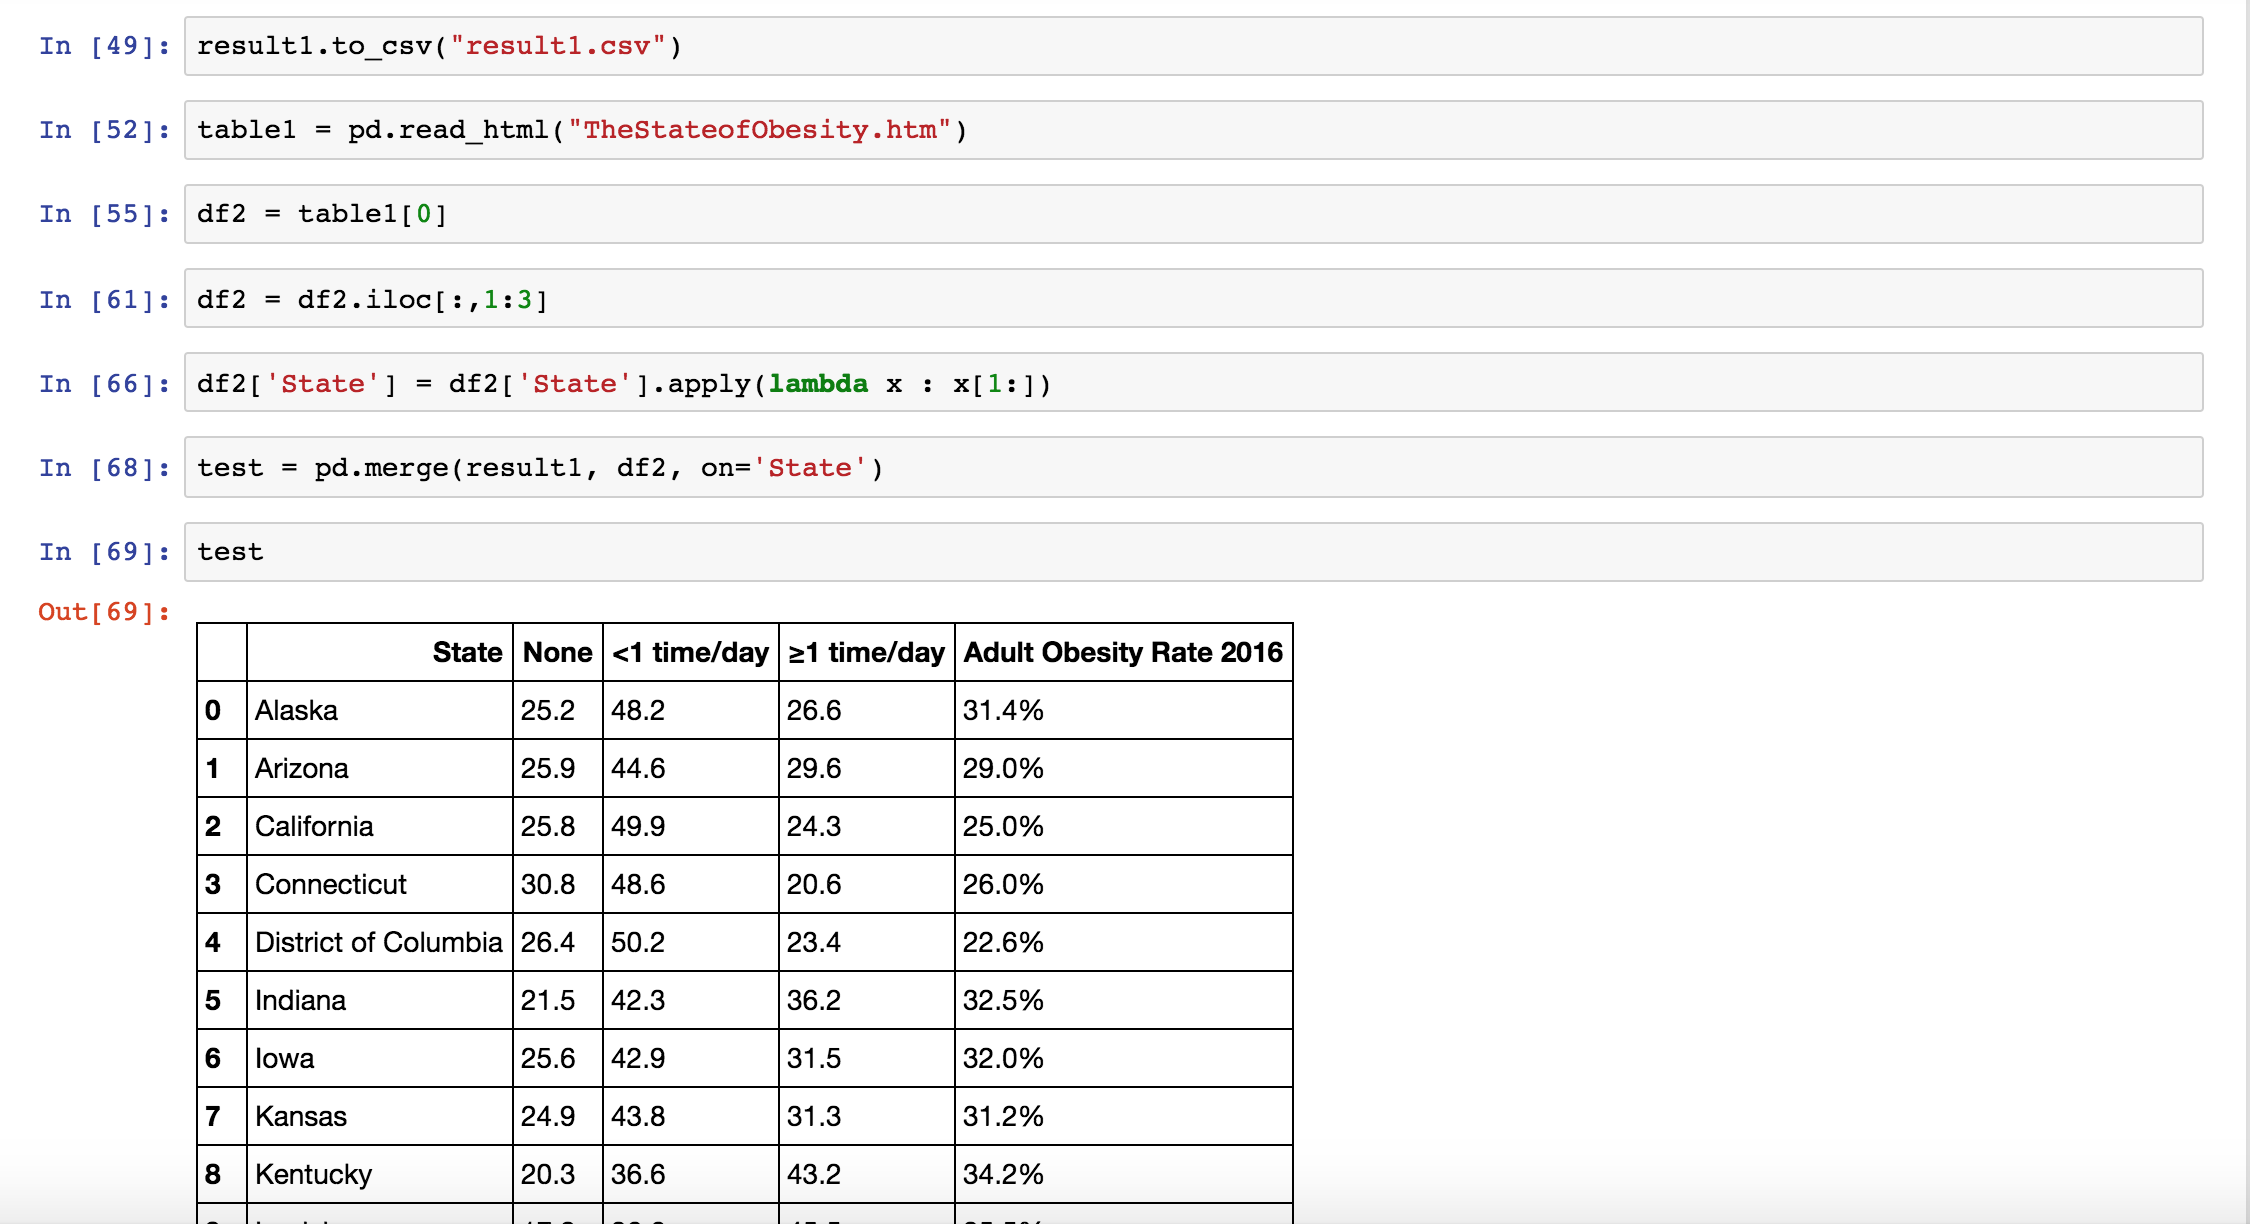 In [49]: result1.to_csv("result1.csv")
In [52]: table1 = pd.read_html("TheStateofObesity.htm")
In [55]: df2 = table1[0]
In [61]: df2 = df2.iloc[:,1:3]
In [66]: df2['State'] = df2['State'].apply(lambda x : x[1:])
In [68]: test = pd.merge(result1, df2, on='State')
In [69]: test
Out[69]:
State None <1 time/day ≥1 time/day Adult Obesity Rate 2016
0 Alaska 25.2 48.2 26.6 31.4%
1 Arizona 25.9 44.6 29.6 29.0%
2 California 25.8 49.9 24.3 25.0%
3 Connecticut 30.8 48.6 20.6 26.0%
4 District of Columbia 26.4 50.2 23.4 22.6%
5 Indiana 21.5 42.3 36.2 32.5%
6 Iowa 25.6 42.9 31.5 32.0%
7 Kansas 24.9 43.8 31.3 31.2%
8 Kentucky 20.3 36.6 43.2 34.2%